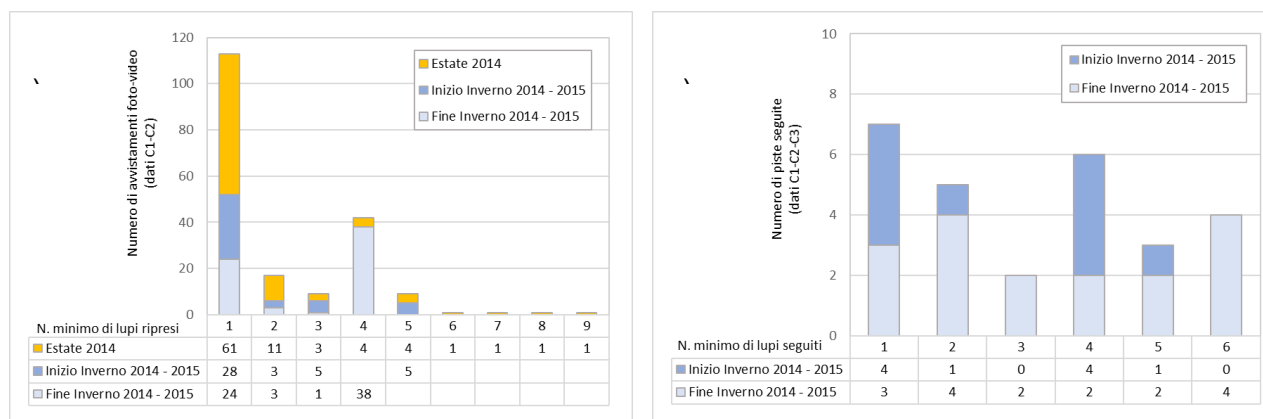 120
100
80
60
40
20
0
Numero di avvistamenti foto-video
(dati C1-C2)
Estate 2014
Inizio Inverno 2014 - 2015
Fine Inverno 2014 - 2015
N. minimo di lupi ripresi 1 2 3 4 5 6 7 8 9
Estate 2014 61 11 3 4 4 1 1 1 1
Inizio Inverno 2014 - 2015 28 3 5 5
Fine Inverno 2014 - 2015 24 3 1 38
10
8
6
4
2
0
Numero di piste seguite
(dati C1-C2-C3)
Inizio Inverno 2014 - 2015
Fine Inverno 2014 - 2015
N. minimo di lupi seguiti 1 2 3 4 5 6
Inizio Inverno 2014 - 2015 4 1 0 4 1 0
Fine Inverno 2014 - 2015 3 4 2 2 2 4